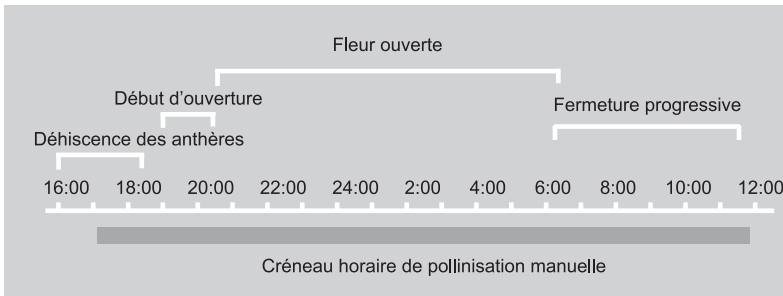 Fleur ouverte
Début d'ouverture
Fermeture progressive
Déhiscence des anthères
16:00 18:00 20:00 22:00 24:00 2:00 4:00 6:00 8:00 10:00 12:00
Créneau horaire de pollinisation manuelle